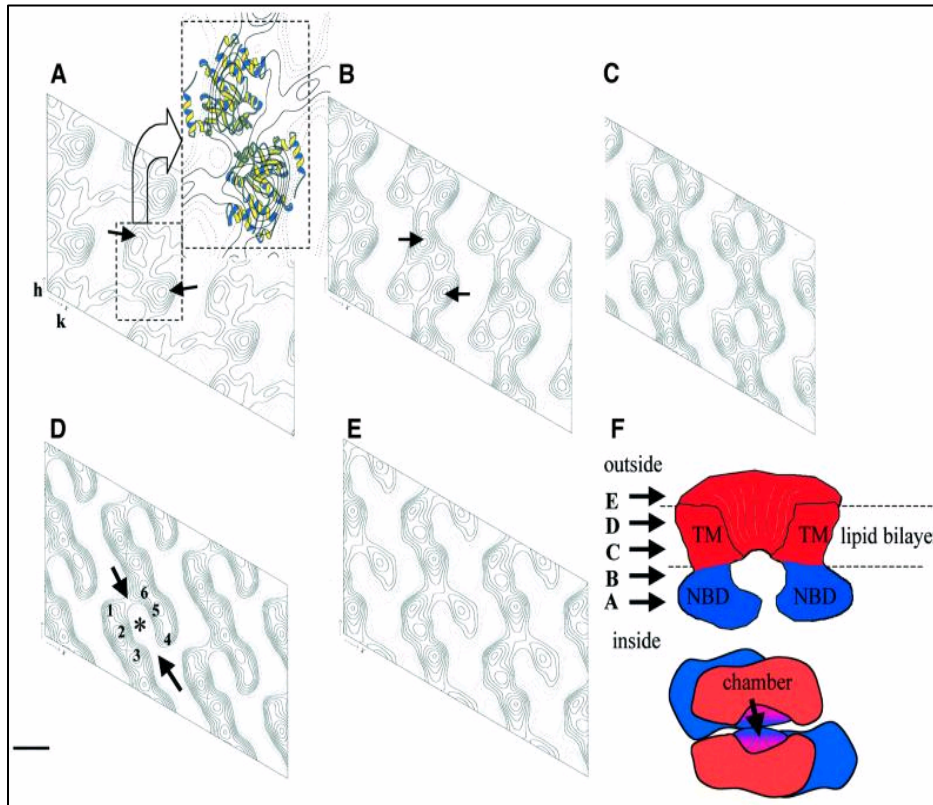 A
B
C
h
k
D
E
F
1
2
3
4
5
6
*
outside
E
D
C
B
A
TM
TM
lipid bilaye
NBD
NBD
inside
chamber